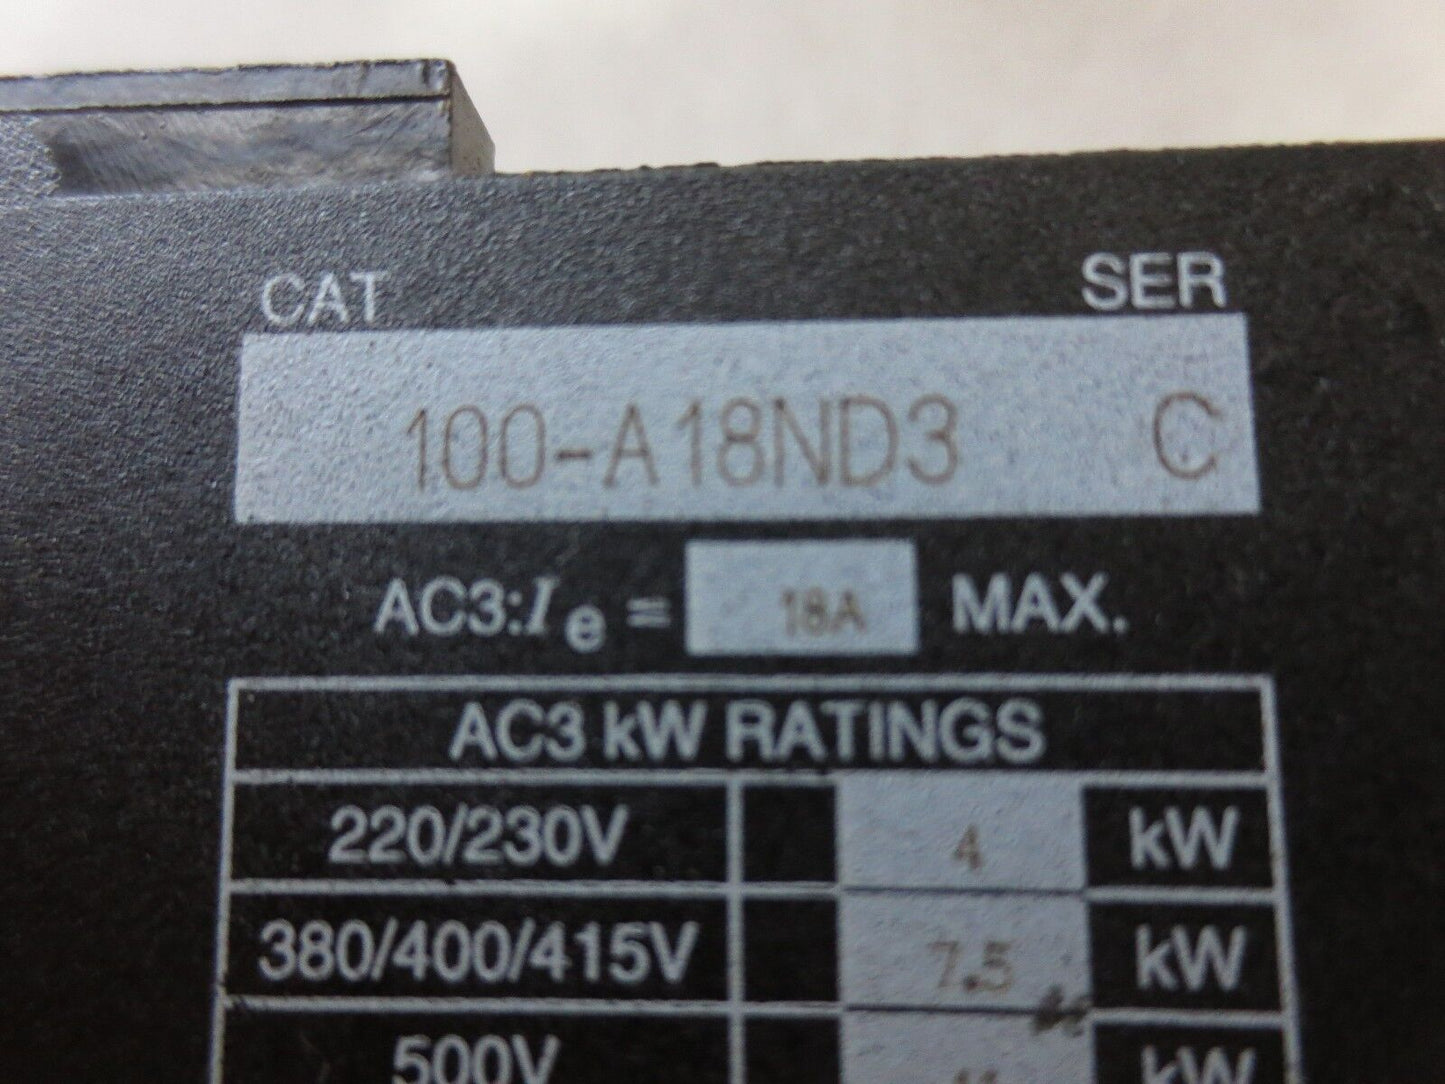 CAT SER
100-A18ND3 C
AC3:Ie = 18A MAX.
AC3 kW RATINGS
220/230V 4 kW
380/400/415V 7.5 kW
500V kW